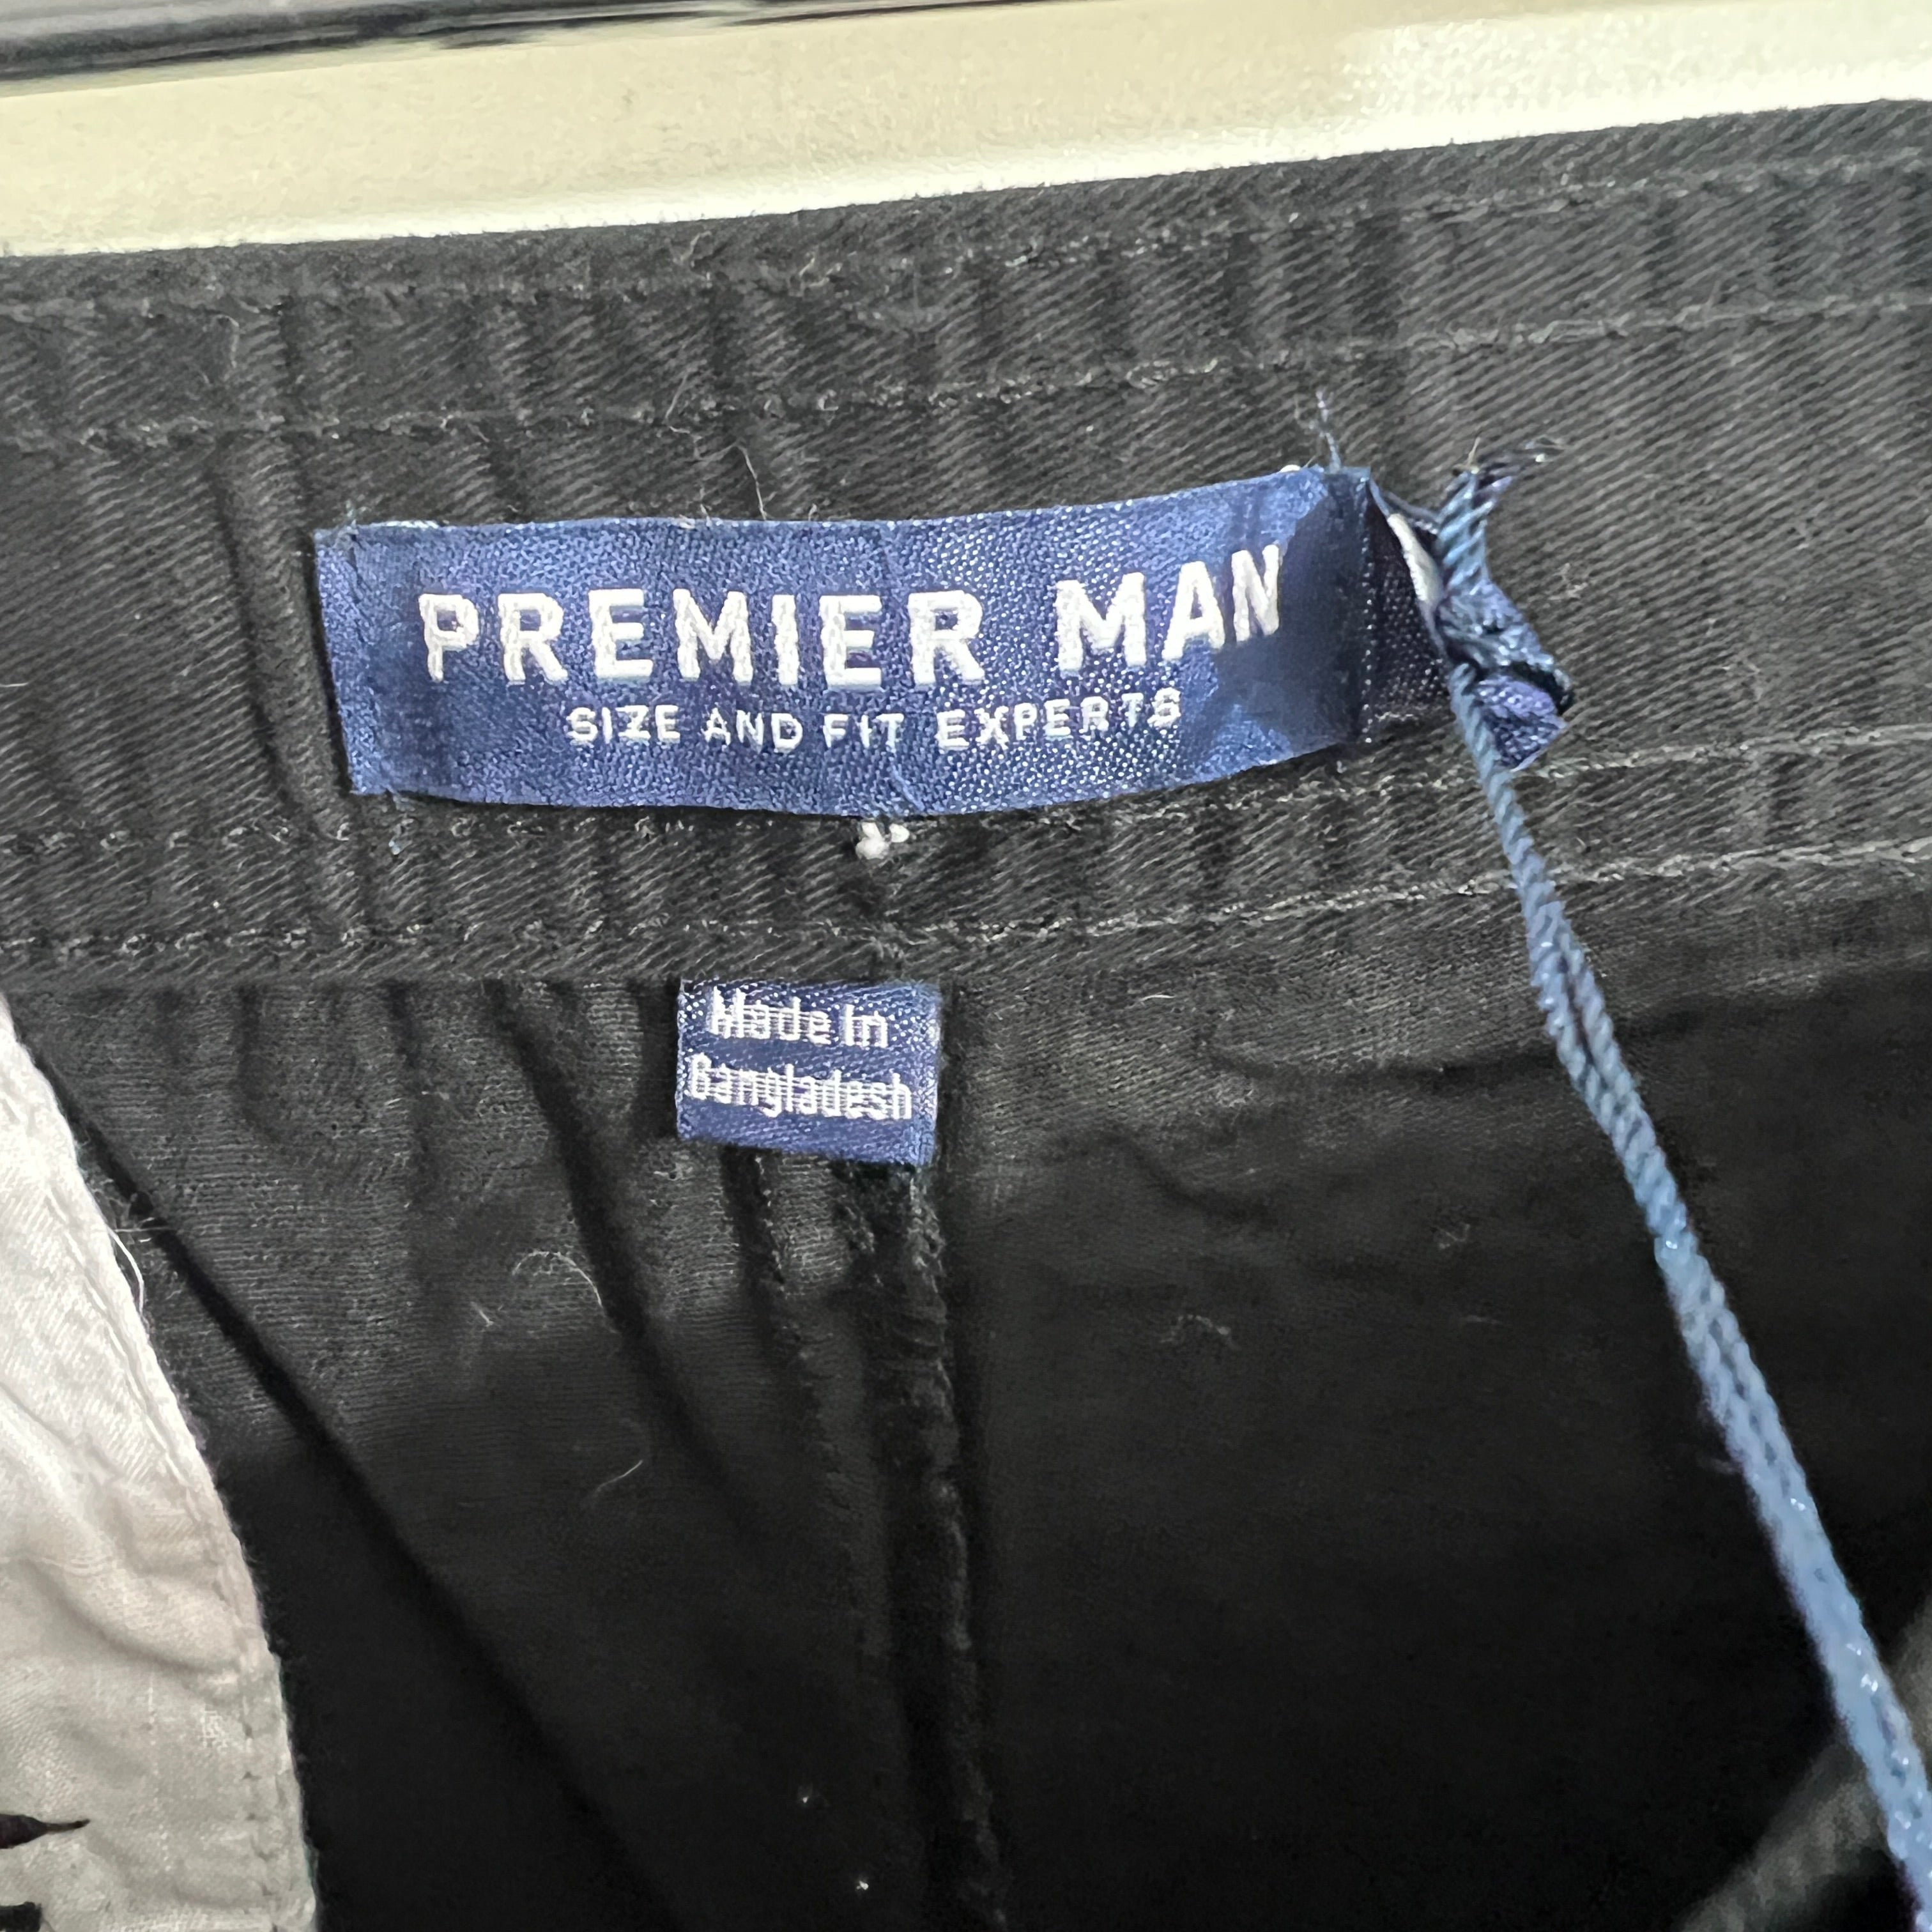 PREMIER MAN
SIZE AND FIT EXPERTS
Made In
Bangladesh